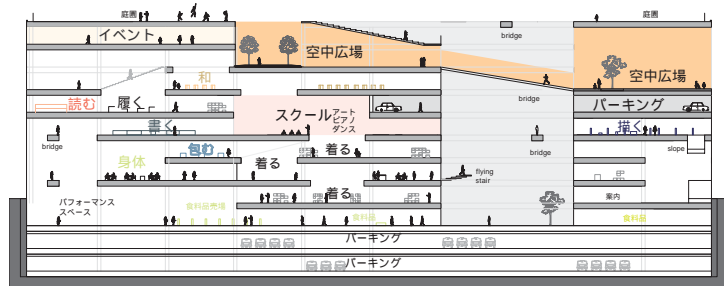 庭園
庭園
イベント
bridge
空中広場
空中広場
和
読む
履く
bridge
パーキング
スクール
アート
ピアノ
ダンス
書く
描く
bridge
包む
着る
bridge
slope
身体
着る
flying
stair
着る
パフォーマンス
スペース
案内
食料品売場
食料品
食料品
パーキング
パーキング